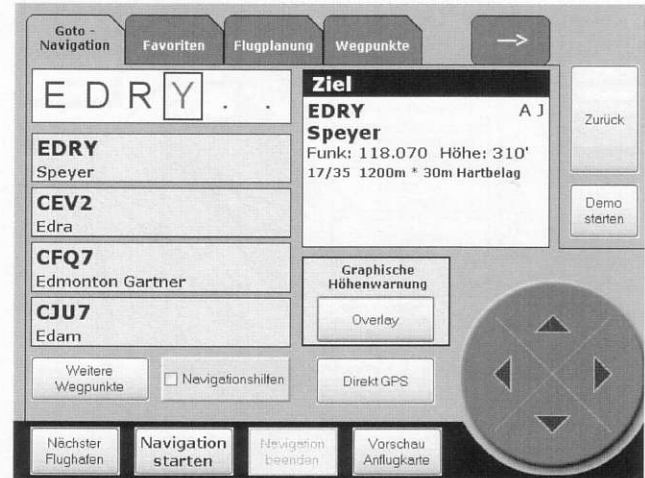 Goto -
Navigation
Favoriten
Flugplanung
Wegpunkte
EDRY..
EDRY
Speyer
CEV2
Edra
CFQ7
Edmonton Gartner
CJU7
Edam
Weitere
Wegpunkte
Navigationshilfen
Ziel
EDRY A J
Speyer
Funk: 118.070 Höhe: 310'
17/35 1200m * 30m Hartbelag
Graphische
Höhenwarnung
Overlay
Direkt GPS
Zurück
Demo
starten
Nächster
Flughafen
Navigation
starten
Navigation
beenden
Vorschau
Anflugkarte